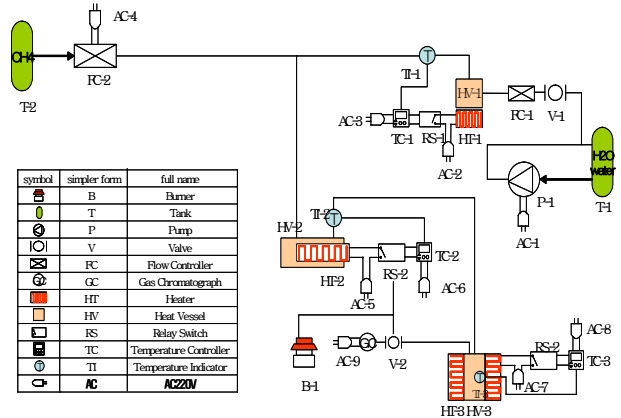 AC-4
CH4
FC-2
T-2
TI-1
HV-1
AC-3
TC-1
RS-1
HT-1
FC-1
V-1
AC-2
H2O
water
P-1
T-1
AC-1
symbol simpler form full name
B Burner
T Tank
P Pump
V Valve
FC Flow Controller
GC GC Gas Chromatograph
HT Heater
HV Heat Vessel
RS Relay Switch
TC Temperature Controller
T TI Temperature Indicator
AC AC220V
TI-2
T
HV-2
HT-2
RS-2
TC-2
AC-5
AC-6
B-1
AC-9
GC
V-2
RS-2
AC-8
TC-3
AC-7
T
HT-3 HV-3